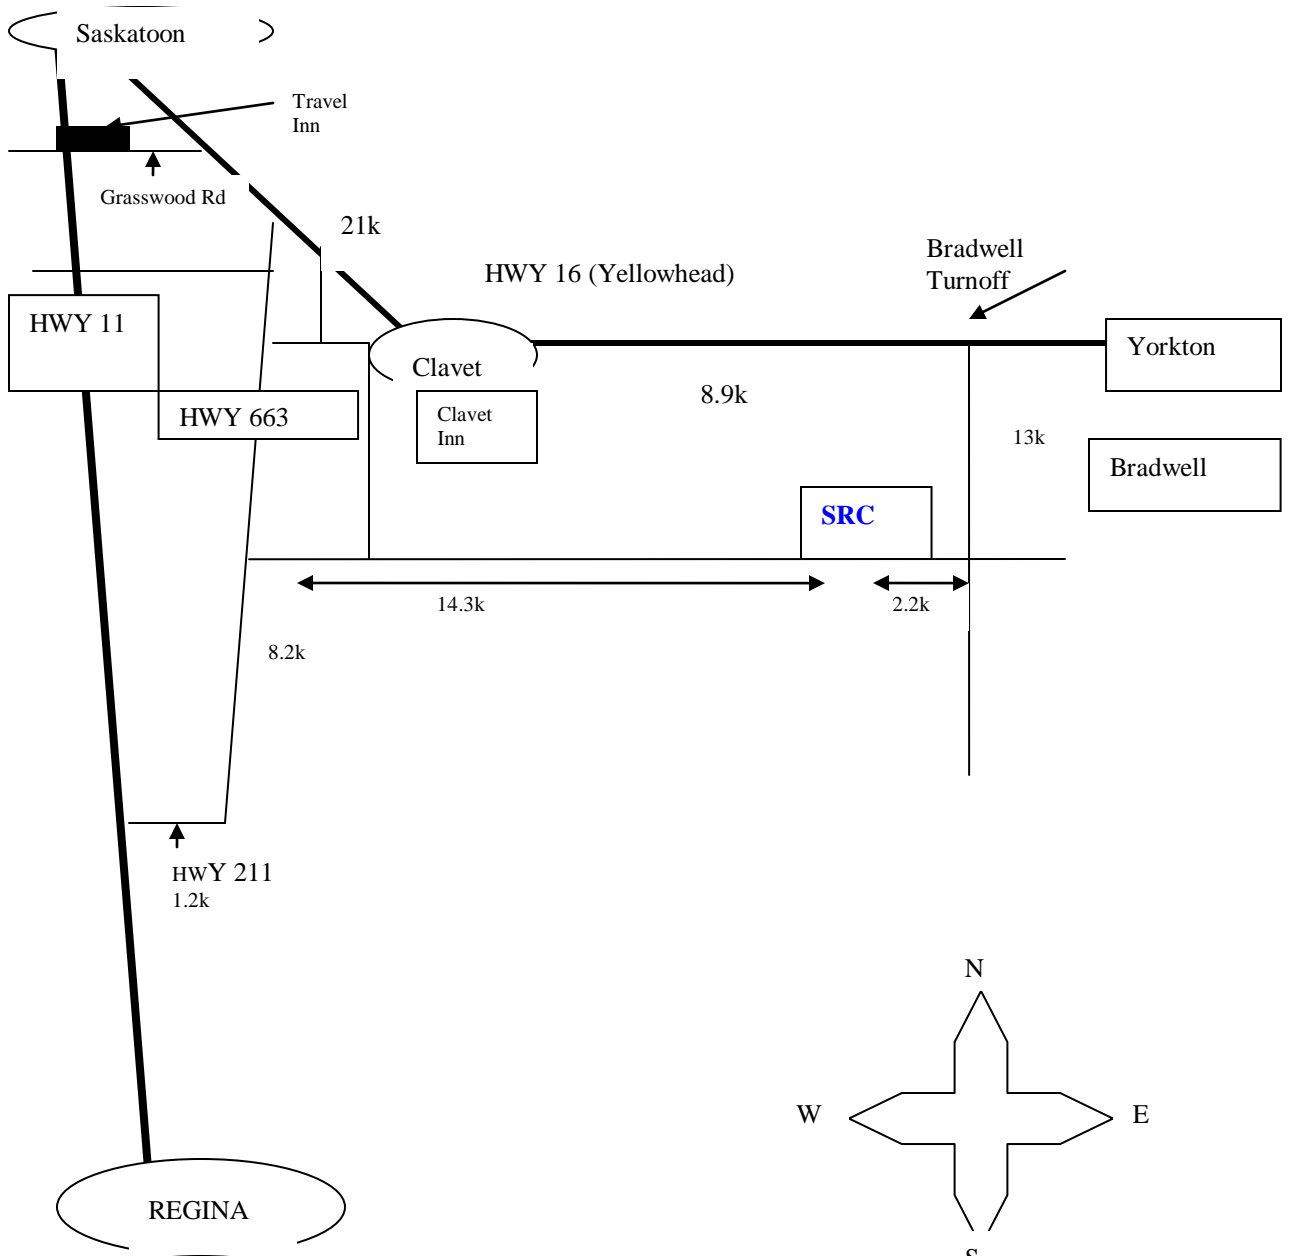 Saskatoon
Travel
Inn
Grasswood Rd
21k
Bradwell
Turnoff
HWY 16 (Yellowhead)
HWY 11
Yorkton
Clavet
8.9k
HWY 663
Clavet
Inn
13k
Bradwell
SRC
14.3k
2.2k
8.2k
HWY 211
1.2k
N
W
E
S
REGINA